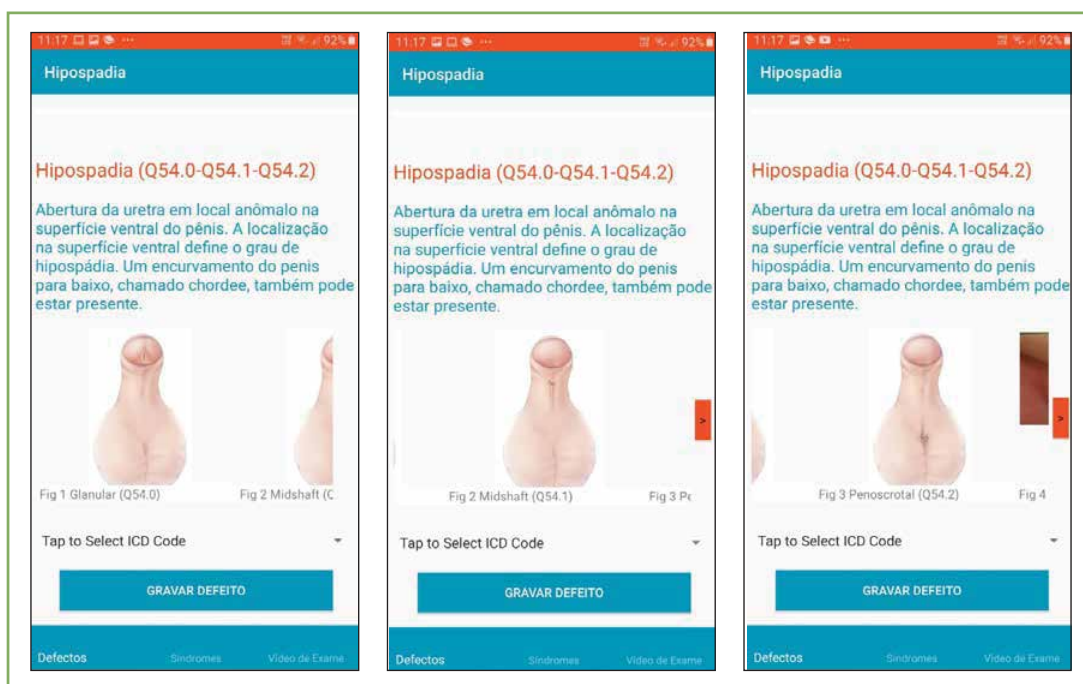 11:17 ... 92%
Hipospadia
Hipospadia (Q54.0-Q54.1-Q54.2)
Abertura da uretra em local anômalo na
superfície ventral do pênis. A localização
na superfície ventral define o grau de
hipospádia. Um encurvamento do penis
para baixo, chamado chordee, também pode
estar presente.
Fig 1 Glanular (Q54.0) Fig 2 Midshaft (
Tap to Select ICD Code
GRAVAR DEFEITO
Defectos Sindromes Video de Exame
11:17 ... 92%
Hipospadia
Hipospadia (Q54.0-Q54.1-Q54.2)
Abertura da uretra em local anômalo na
superfície ventral do pênis. A localização
na superfície ventral define o grau de
hipospádia. Um encurvamento do penis
para baixo, chamado chordee, também pode
estar presente.
>
Fig 2 Midshaft (Q54.1) Fig 3
Tap to Select ICD Code
GRAVAR DEFEITO
Defectos Sindromes Video de Exame
11:17 ... 92%
Hipospadia
Hipospadia (Q54.0-Q54.1-Q54.2)
Abertura da uretra em local anômalo na
superfície ventral do pênis. A localização
na superfície ventral define o grau de
hipospádia. Um encurvamento do penis
para baixo, chamado chordee, também pode
estar presente.
>
Fig 3 Penoscrotal (Q54.2) Fig 4
Tap to Select ICD Code
GRAVAR DEFEITO
Defectos Sindromes Video de Exame